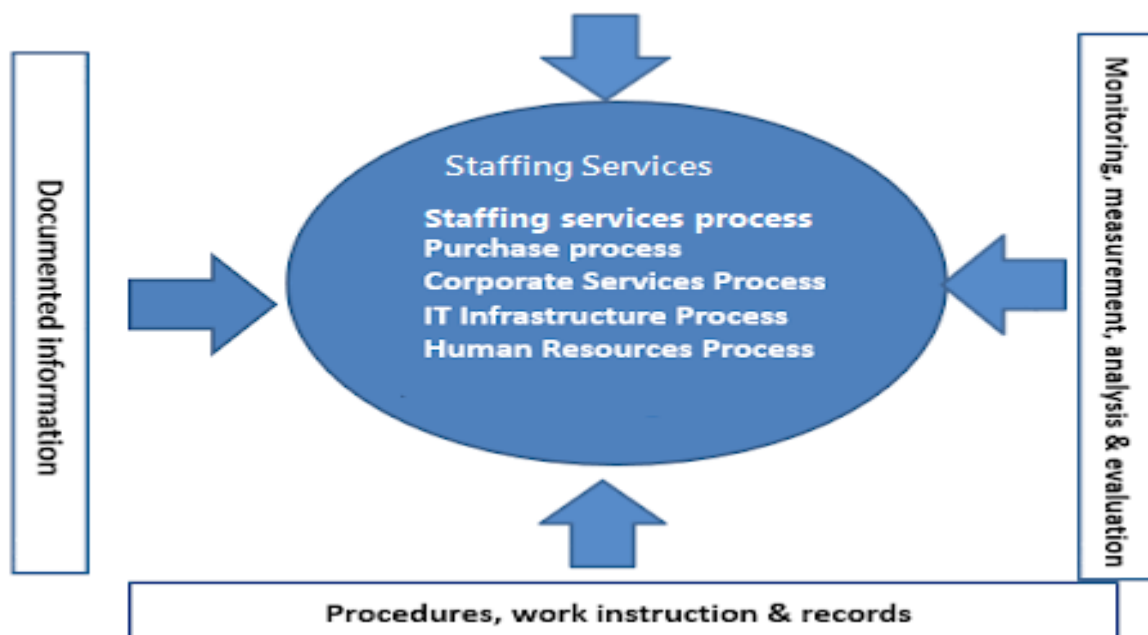 Documented information
Staffing Services
Staffing services process
Purchase process
Corporate Services Process
IT Infrastructure Process
Human Resources Process
Monitoring, measurement, analysis & evaluation
Procedures, work instruction & records